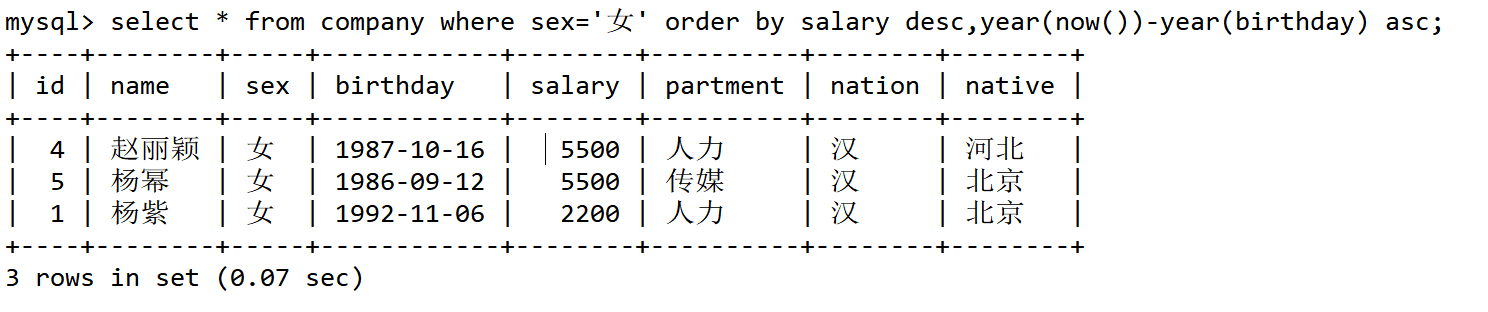 mysql> select * from company where sex='女' order by salary desc,year(now())-year(birthday) asc;
+----+--------+-----+------------+--------+----------+--------+--------+
| id | name   | sex | birthday   | salary | partment | nation | native |
+----+--------+-----+------------+--------+----------+--------+--------+
|  4 | 赵丽颖 | 女  | 1987-10-16 |   5500 | 人力     | 汉     | 河北   |
|  5 | 杨幂   | 女  | 1986-09-12 |   5500 | 传媒     | 汉     | 北京   |
|  1 | 杨紫   | 女  | 1992-11-06 |   2200 | 人力     | 汉     | 北京   |
+----+--------+-----+------------+--------+----------+--------+--------+
3 rows in set (0.07 sec)